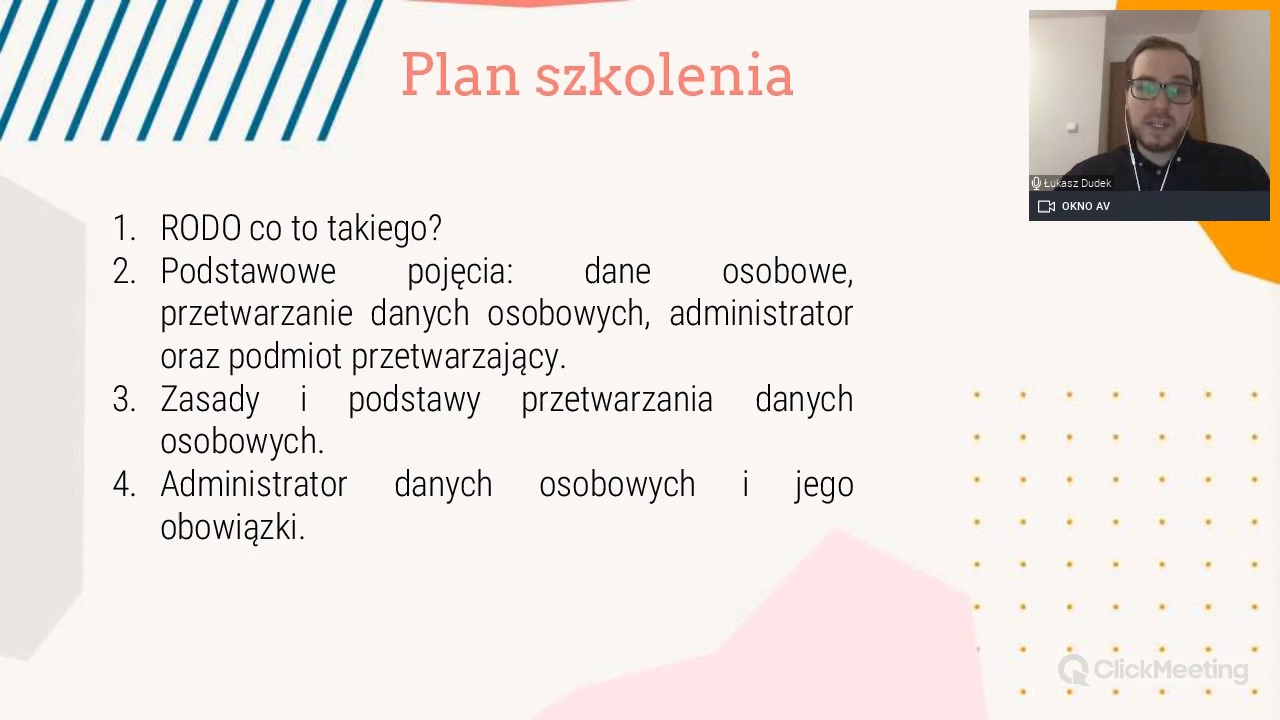 Plan szkolenia
1. RODO co to takiego?
2. Podstawowe pojęcia: dane osobowe,
przetwarzanie danych osobowych, administrator
oraz podmiot przetwarzający.
3. Zasady i podstawy przetwarzania danych
osobowych.
4. Administrator danych osobowych i jego
obowiązki.
Łukasz Dudek
OKNO AV
ClickMeeting